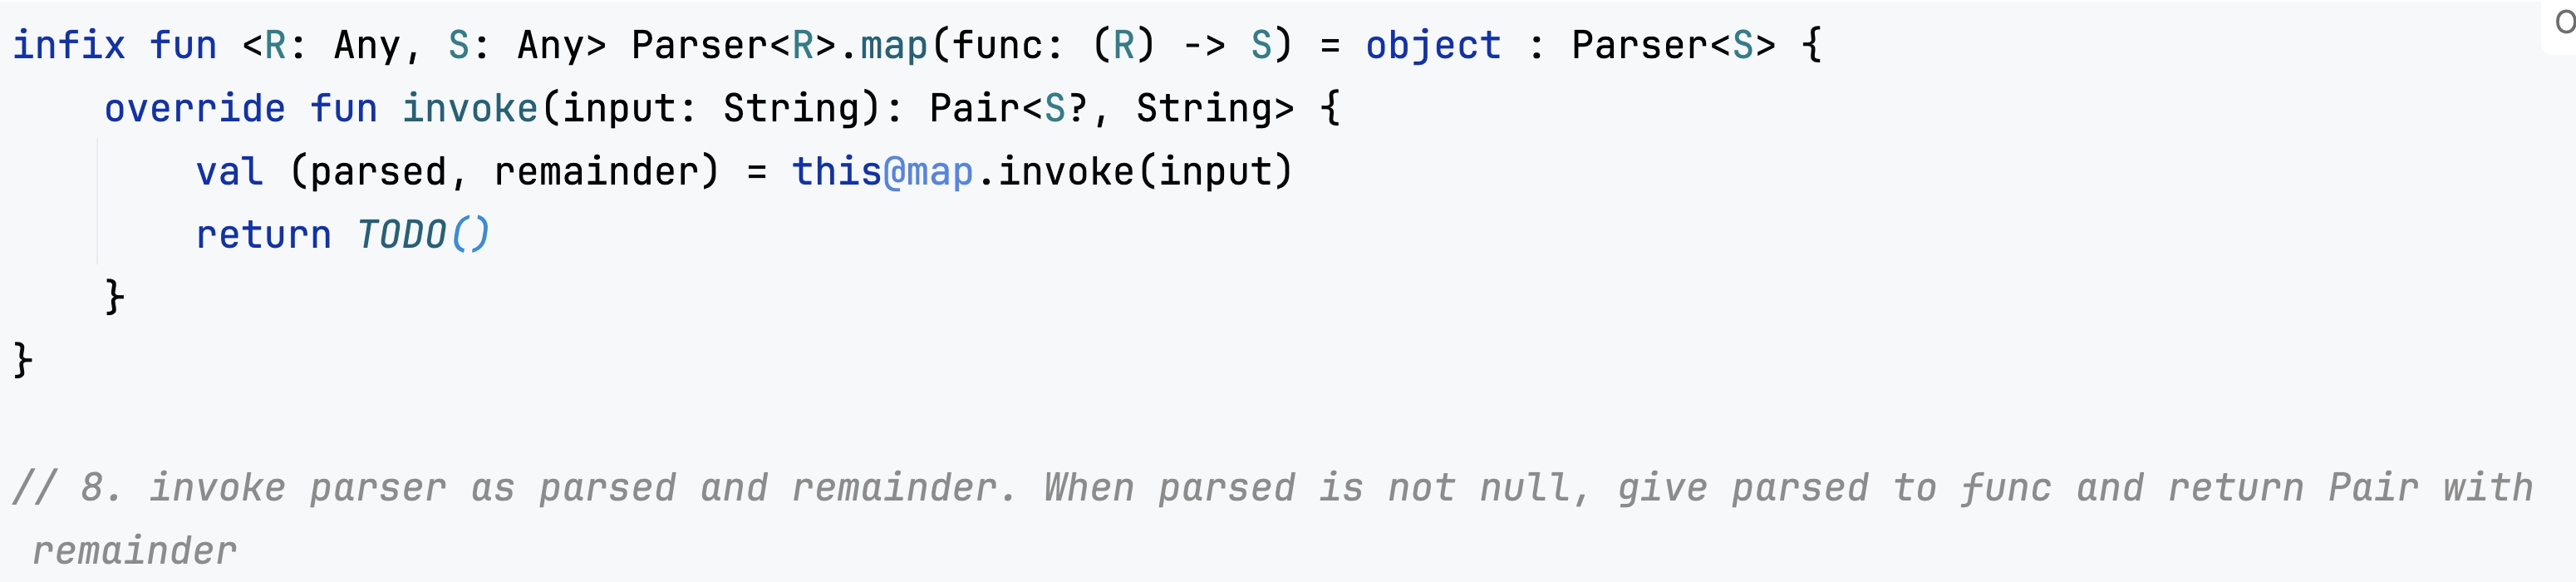 infix fun <R: Any, S: Any> Parser<R>.map(func: (R) -> S) = object : Parser<S> {
    override fun invoke(input: String): Pair<S?, String> {
        val (parsed, remainder) = this@map.invoke(input)
        return TODO()
    }
}
// 8. invoke parser as parsed and remainder. When parsed is not null, give parsed to func and return Pair with
remainder